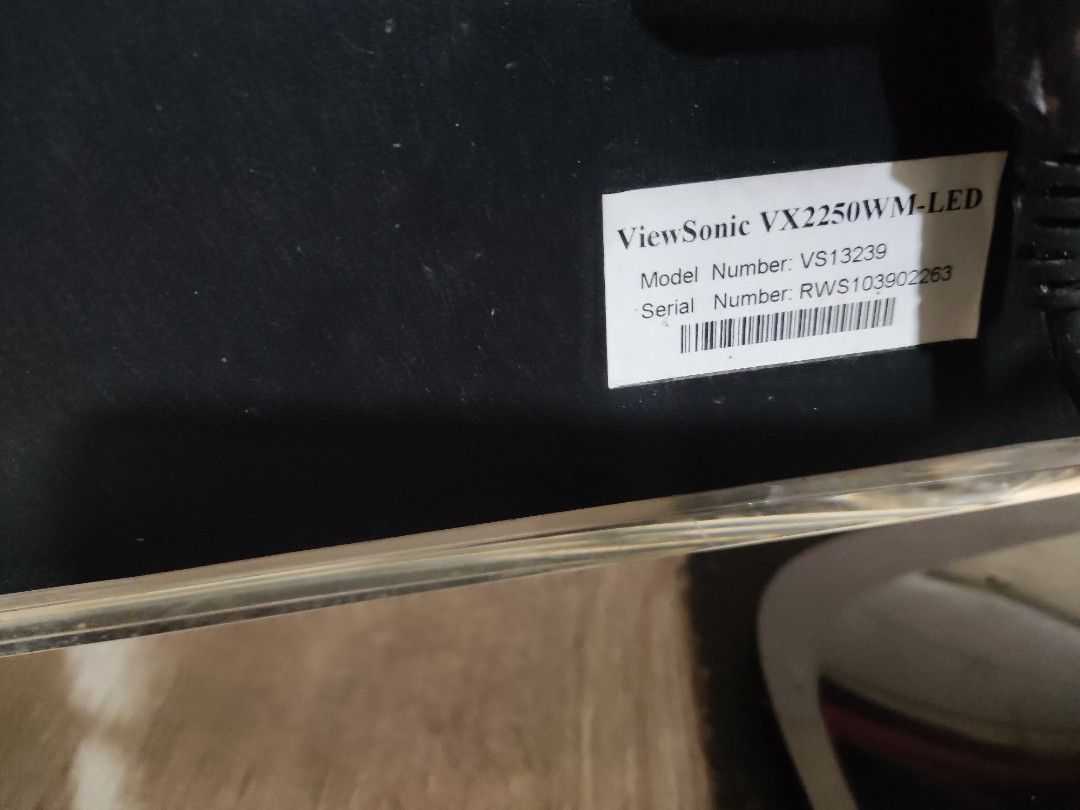 ViewSonic VX2250WM-LED
Model Number: VS13239
Serial Number: RWS103902263